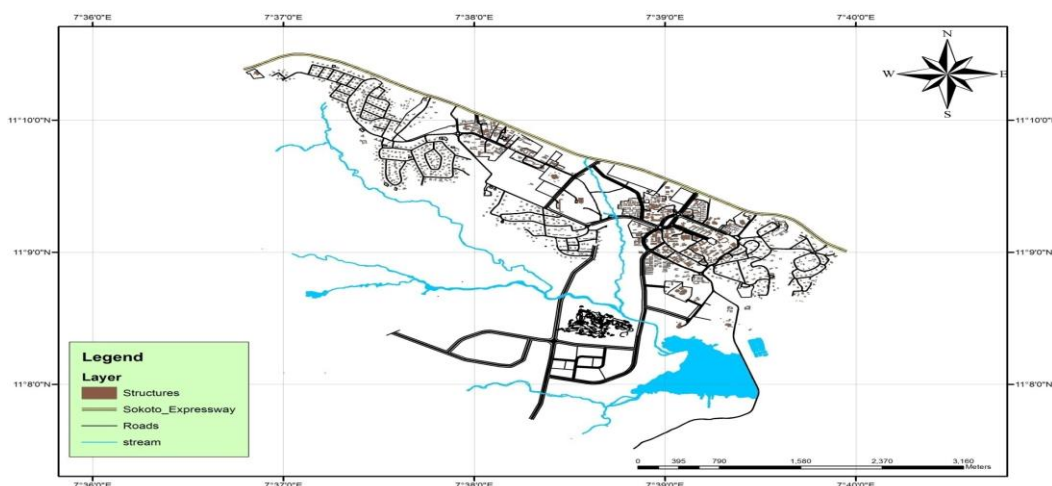 7°36'0"E 7°37'0"E 7°38'0"E 7°39'0"E 7°40'0"E
N
W E
S
11°10'0"N 11°10'0"N
11°9'0"N 11°9'0"N
11°8'0"N 11°8'0"N
Legend
Layer
Structures
Sokoto_Expressway
Roads
stream
0 395 790 1,580 2,370 3,160
Meters
7°36'0"E 7°37'0"E 7°38'0"E 7°39'0"E 7°40'0"E